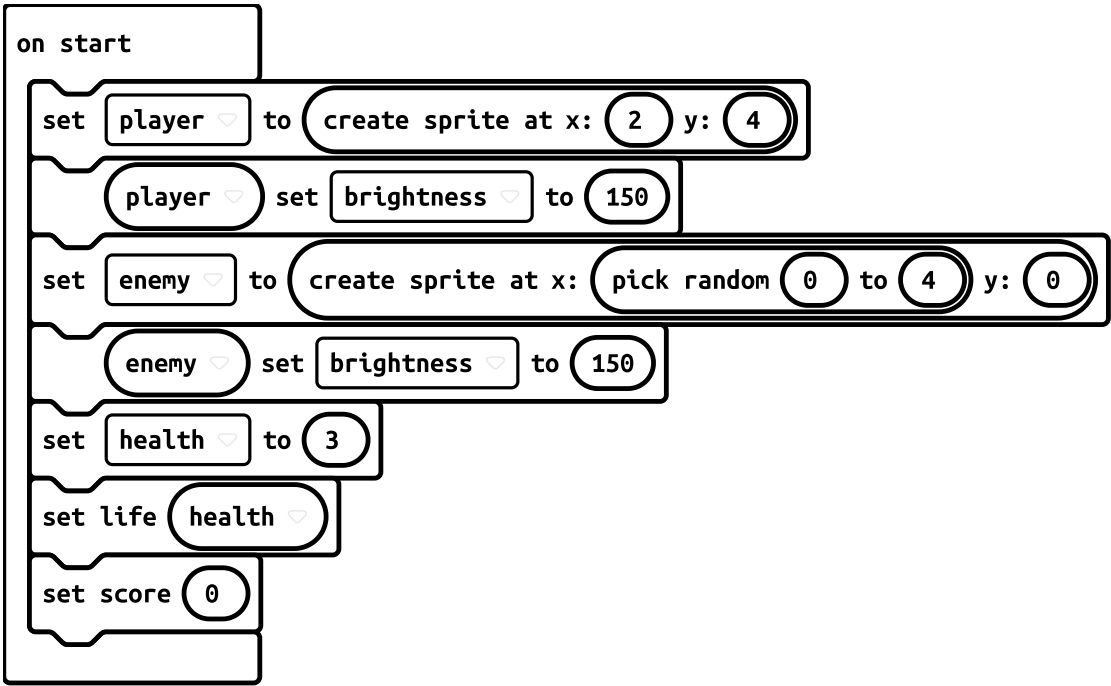 on start
set player to create sprite at x: 2 y: 4
player set brightness to 150
set enemy to create sprite at x: pick random 0 to 4 y: 0
enemy set brightness to 150
set health to 3
set life health
set score 0